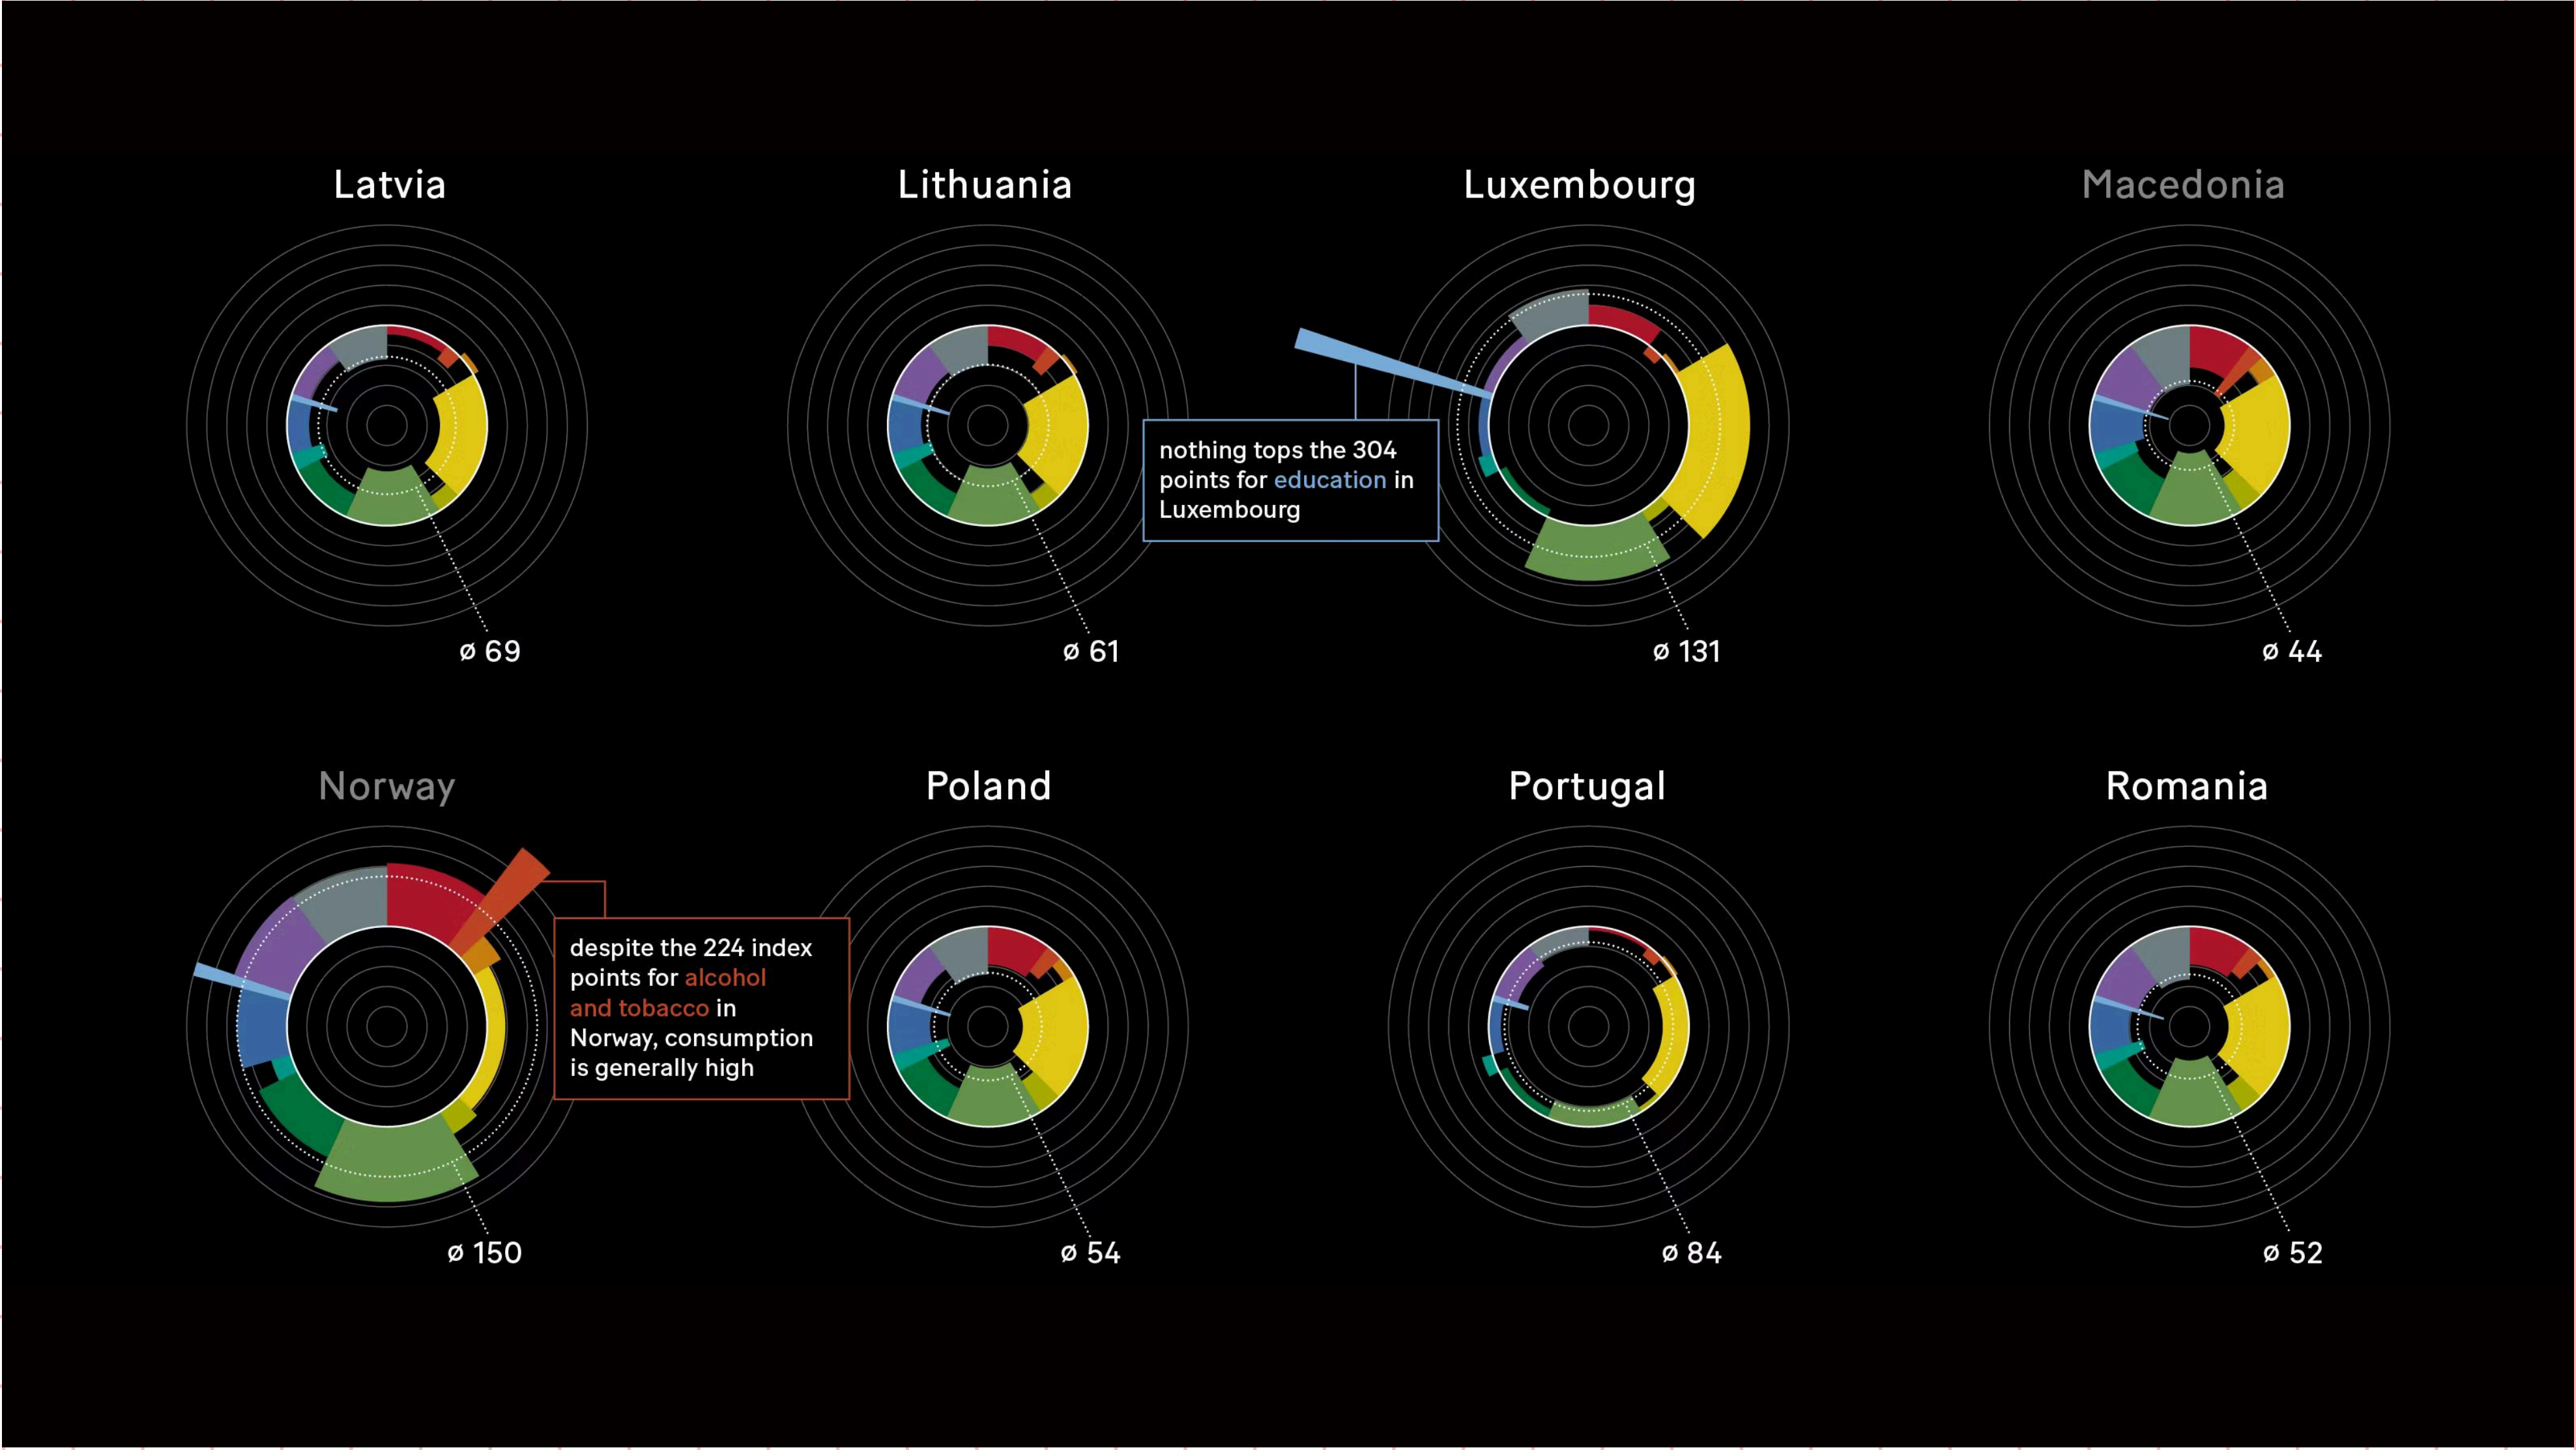 Latvia
Lithuania
Luxembourg
Macedonia
nothing tops the 304
points for education in
Luxembourg
ø 69
ø 61
ø 131
ø 44
Norway
Poland
Portugal
Romania
despite the 224 index
points for alcohol
and tobacco in
Norway, consumption
is generally high
ø 150
ø 54
ø 84
ø 52